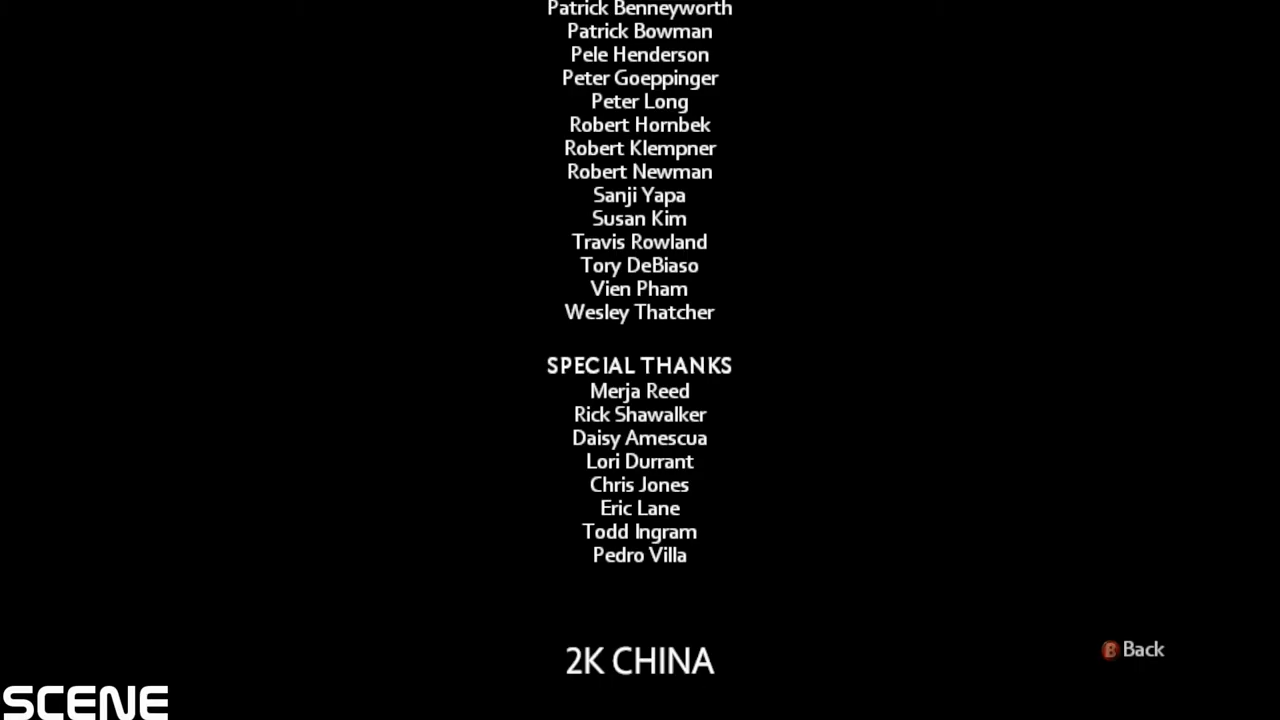 Patrick Benneyworth
Patrick Bowman
Pele Henderson
Peter Goeppinger
Peter Long
Robert Hornbek
Robert Klempner
Robert Newman
Sanji Yapa
Susan Kim
Travis Rowland
Tory DeBiaso
Vien Pham
Wesley Thatcher
SPECIAL THANKS
Merja Reed
Rick Shawalker
Daisy Amescua
Lori Durrant
Chris Jones
Eric Lane
Todd Ingram
Pedro Villa
2K CHINA
B Back
SCENE